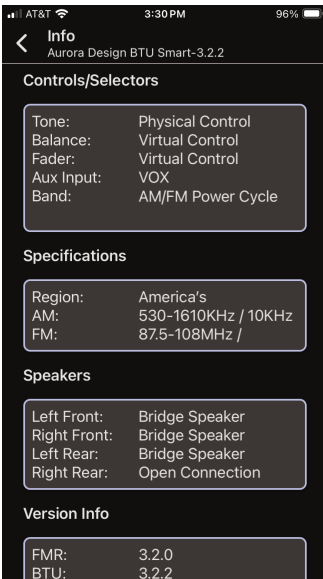 AT&T
3:30 PM
96%
Info
Aurora Design BTU Smart-3.2.2
Controls/Selectors
Tone: Physical Control
Balance: Virtual Control
Fader: Virtual Control
Aux Input: VOX
Band: AM/FM Power Cycle
Specifications
Region: America's
AM: 530-1610KHz / 10KHz
FM: 87.5-108MHz /
Speakers
Left Front: Bridge Speaker
Right Front: Bridge Speaker
Left Rear: Bridge Speaker
Right Rear: Open Connection
Version Info
FMR: 3.2.0
BTU: 3.2.2